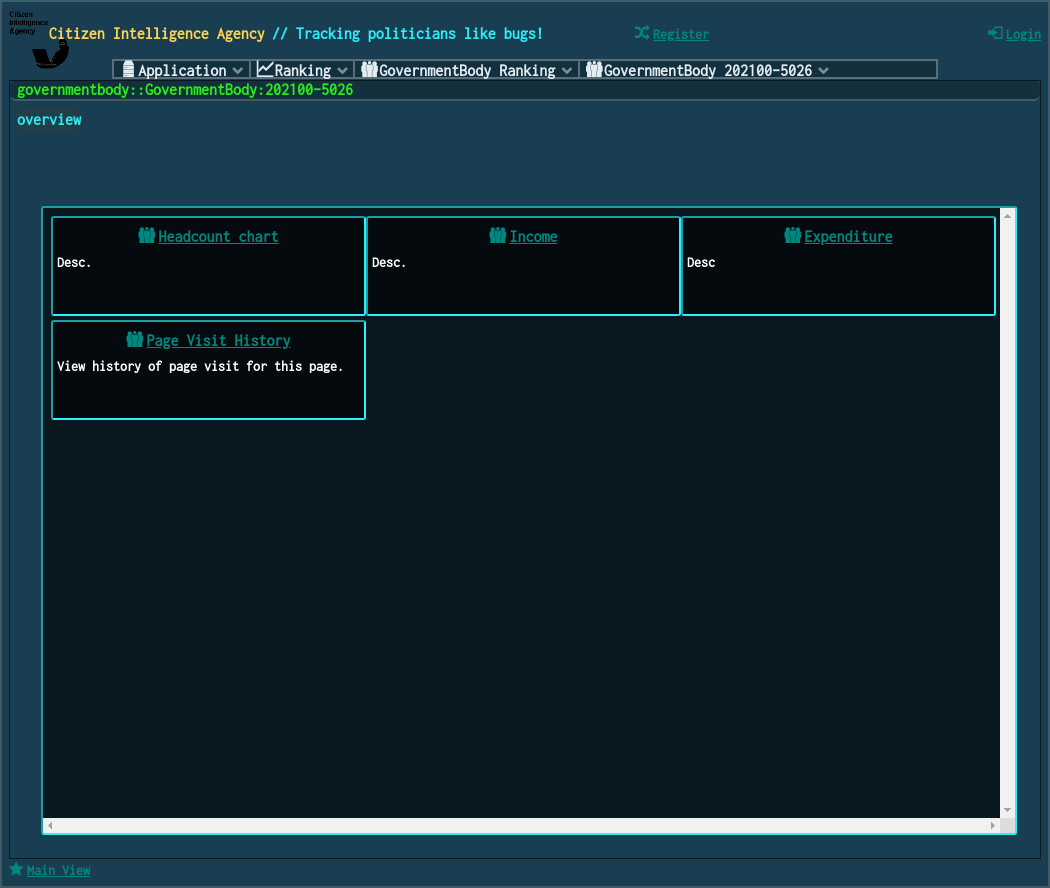 Citizen
Intelligence
Agency
Citizen Intelligence Agency // Tracking politicians like bugs!
Register
Login
Application
Ranking
GovernmentBody Ranking
GovernmentBody 202100-5026
governmentbody::GovernmentBody:202100-5026
overview
Headcount chart
Desc.
Income
Desc.
Expenditure
Desc
Page Visit History
View history of page visit for this page.
Main View